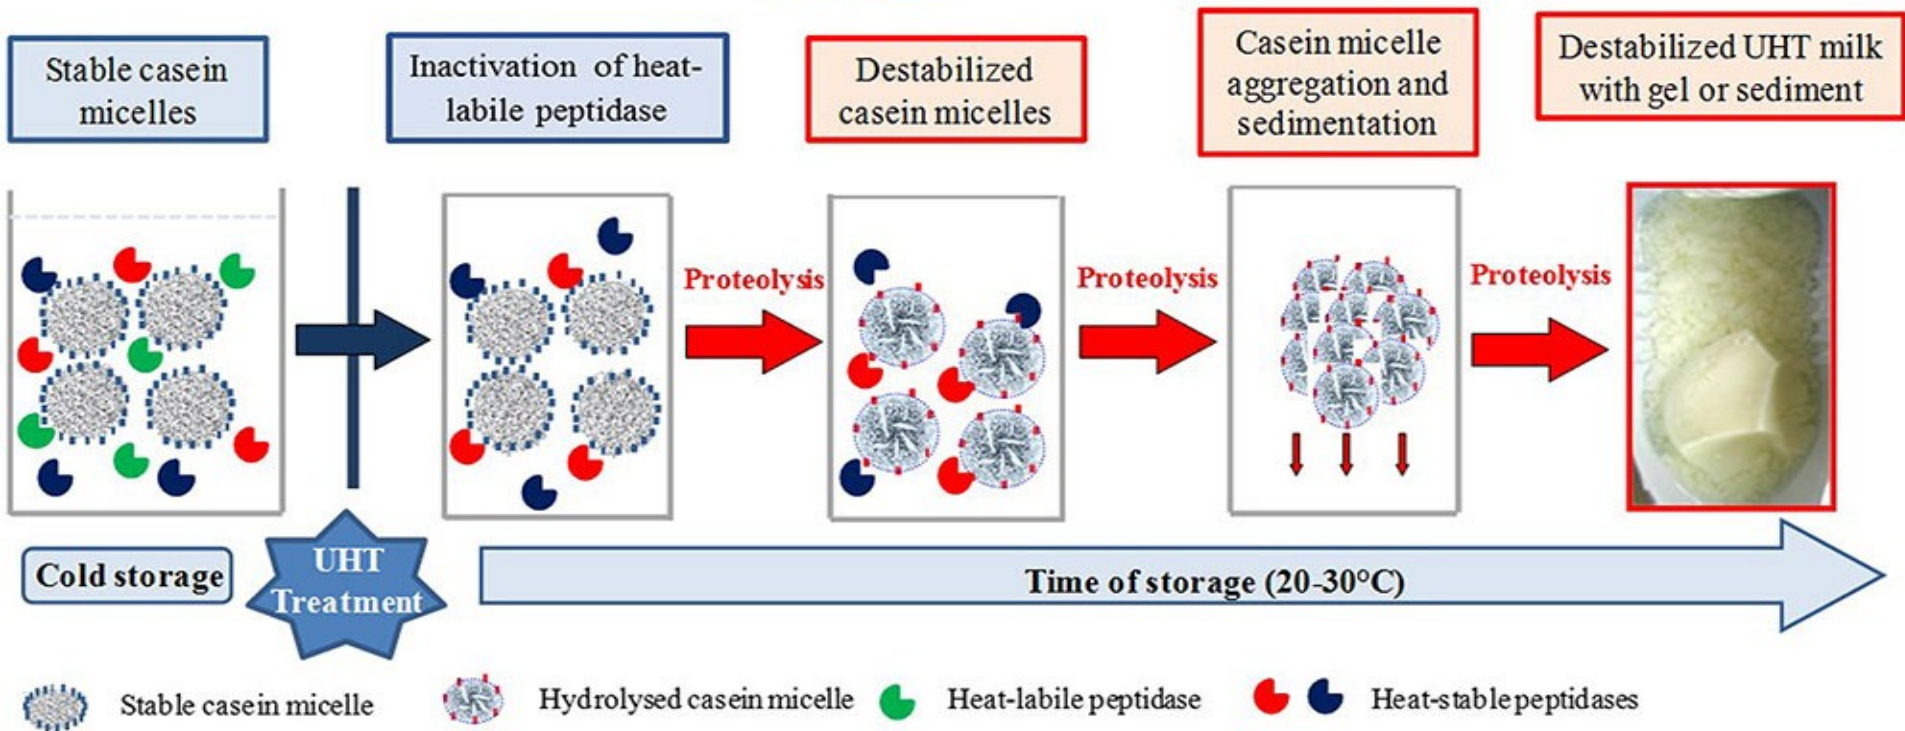 Stable casein
micelles
Inactivation of heat-
labile peptidase
Destabilized
casein micelles
Casein micelle
aggregation and
sedimentation
Destabilized UHT milk
with gel or sediment
Proteolysis
Proteolysis
Proteolysis
Cold storage
UHT
Treatment
Time of storage (20-30°C)
Stable casein micelle
Hydrolysed casein micelle
Heat-labile peptidase
Heat-stable peptidases